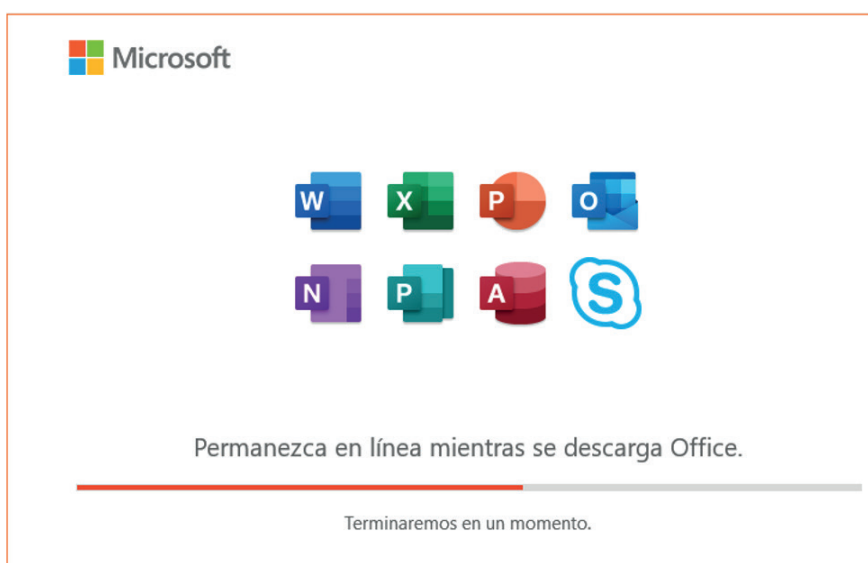 Microsoft
W X P O
N P A S
Permanezca en línea mientras se descarga Office.
Terminaremos en un momento.